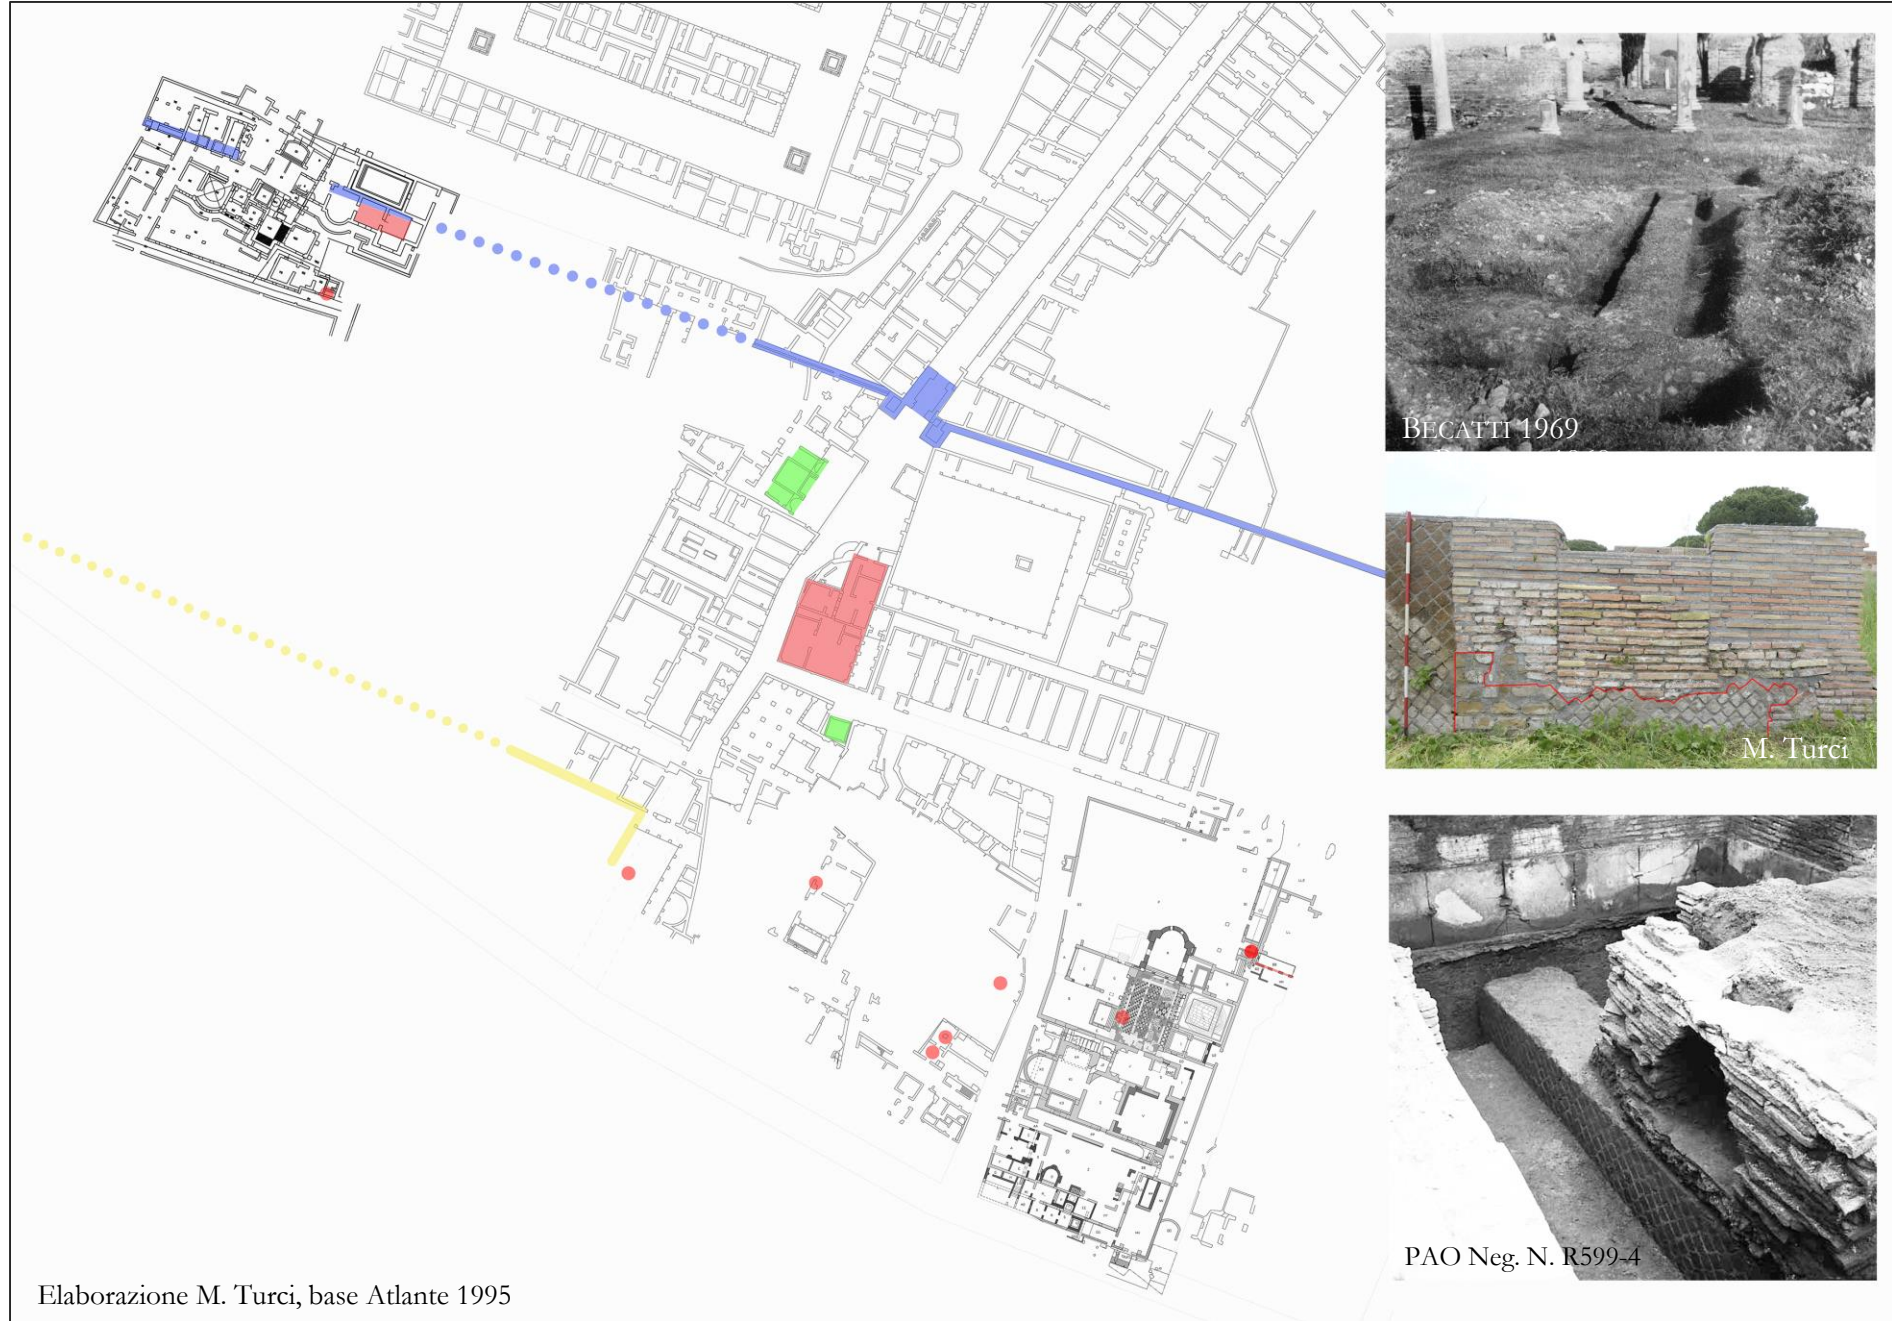 BECATTI 1969
M. Turci
PAO Neg. N. R599-4
Elaborazione M. Turci, base Atlante 1995